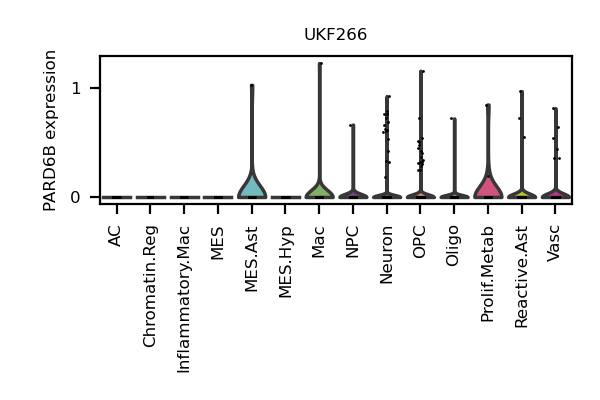 UKF266
PARD6B expression
1
0
AC
Chromatin.Reg
Inflammatory.Mac
MES
MES.Ast
MES.Hyp
Mac
NPC
Neuron
OPC
Oligo
Prolif.Metab
Reactive.Ast
Vasc